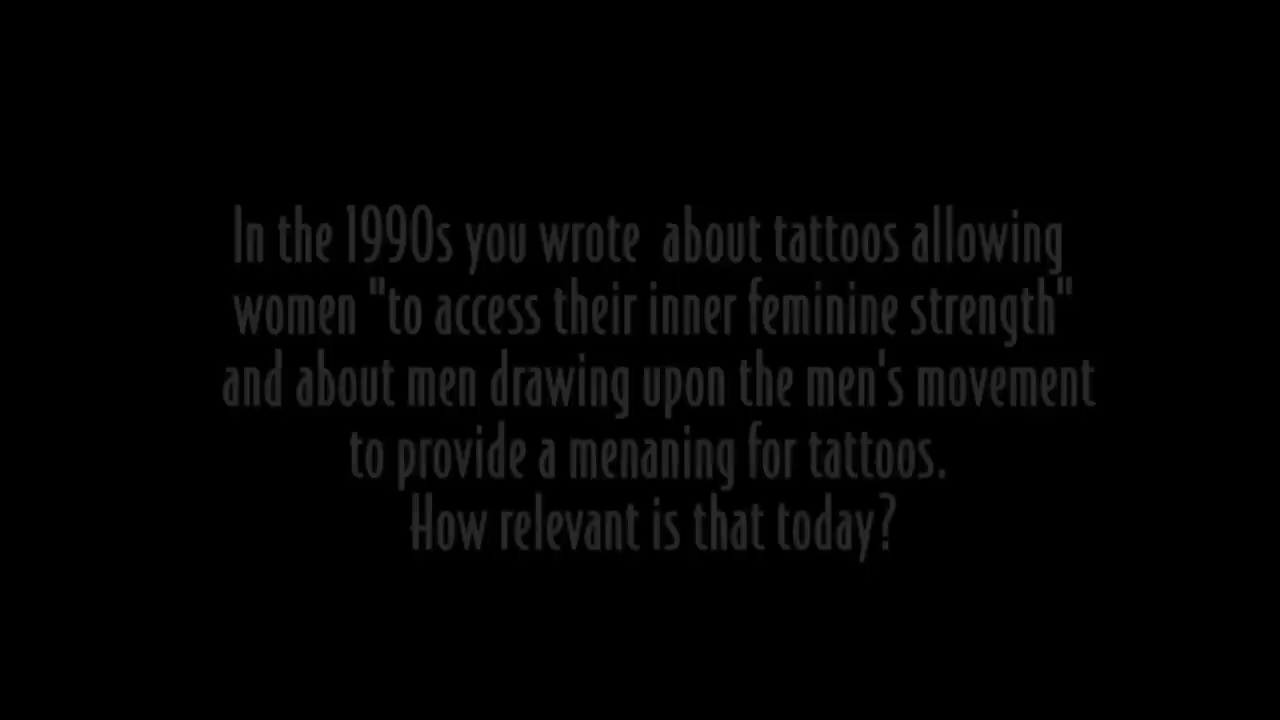 In the 1990s you wrote  about tattoos allowing
women "to access their inner feminine strength"
and about men drawing upon the men's movement
to provide a menaning for tattoos.
How relevant is that today?